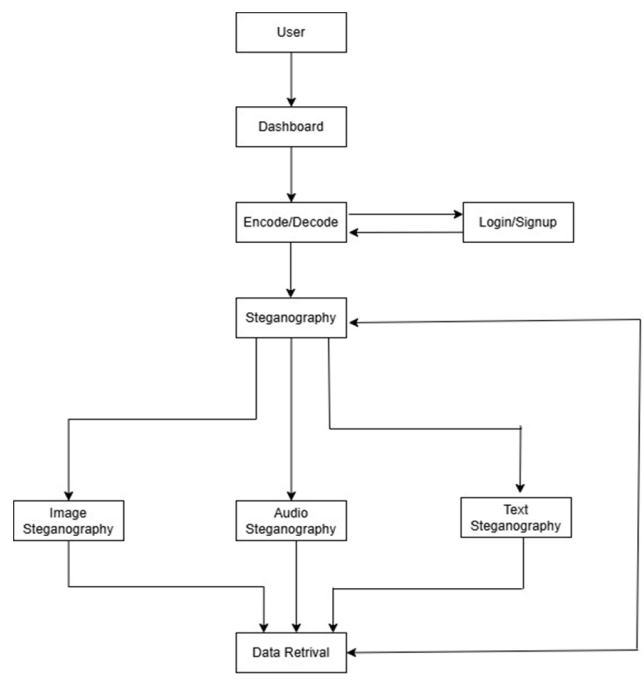 User
Dashboard
Encode/Decode
Login/Signup
Steganography
Image
Steganography
Audio
Steganography
Text
Steganography
Data Retrival